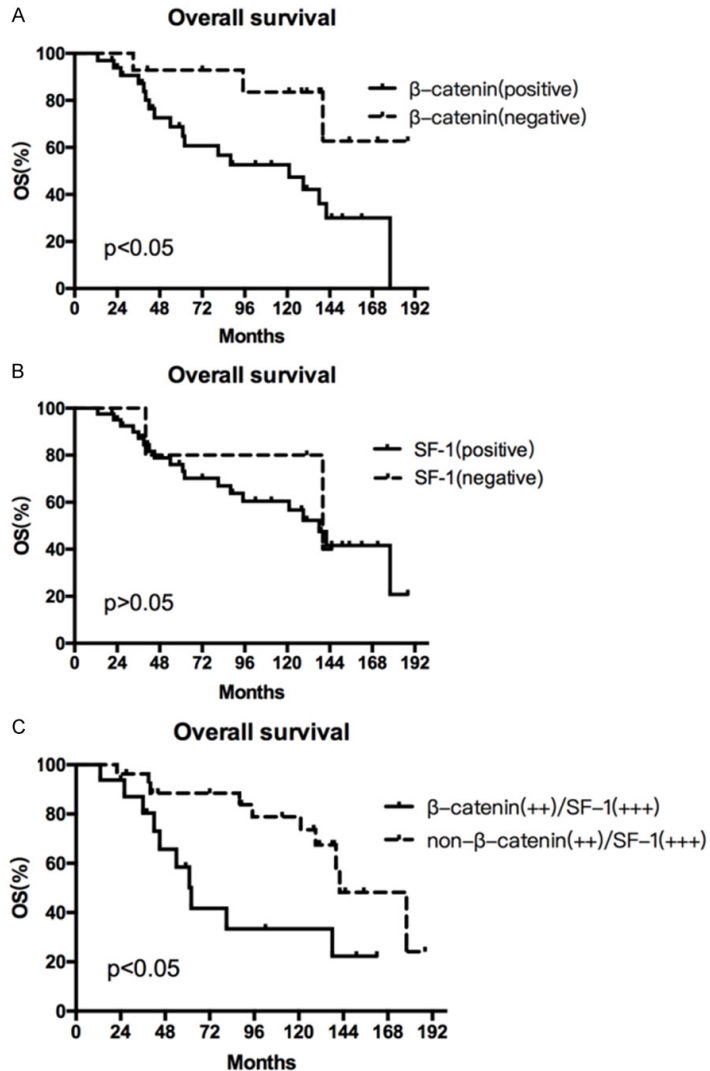 A
Overall survival
100
80
60
40
20
0
OS(%)
β–catenin(positive)
β–catenin(negative)
p<0.05
0 24 48 72 96 120 144 168 192
Months
B
Overall survival
100
80
60
40
20
0
OS(%)
SF-1(positive)
SF-1(negative)
p>0.05
0 24 48 72 96 120 144 168 192
Months
C
Overall survival
100
80
60
40
20
0
OS(%)
β–catenin(++)/SF–1(+++)
non–β–catenin(++)/SF–1(+++)
p<0.05
0 24 48 72 96 120 144 168 192
Months